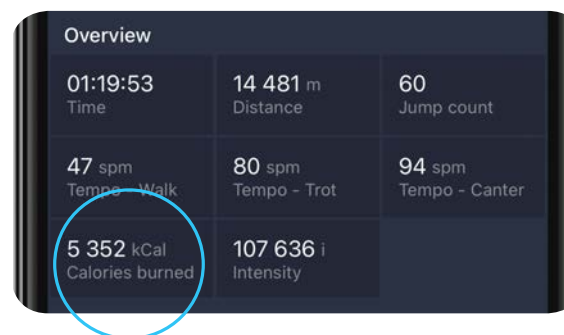 Overview
01:19:53
Time
14 481 m
Distance
60
Jump count
47 spm
Tempo - Walk
80 spm
Tempo - Trot
94 spm
Tempo - Canter
5 352 kCal
Calories burned
107 636 i
Intensity